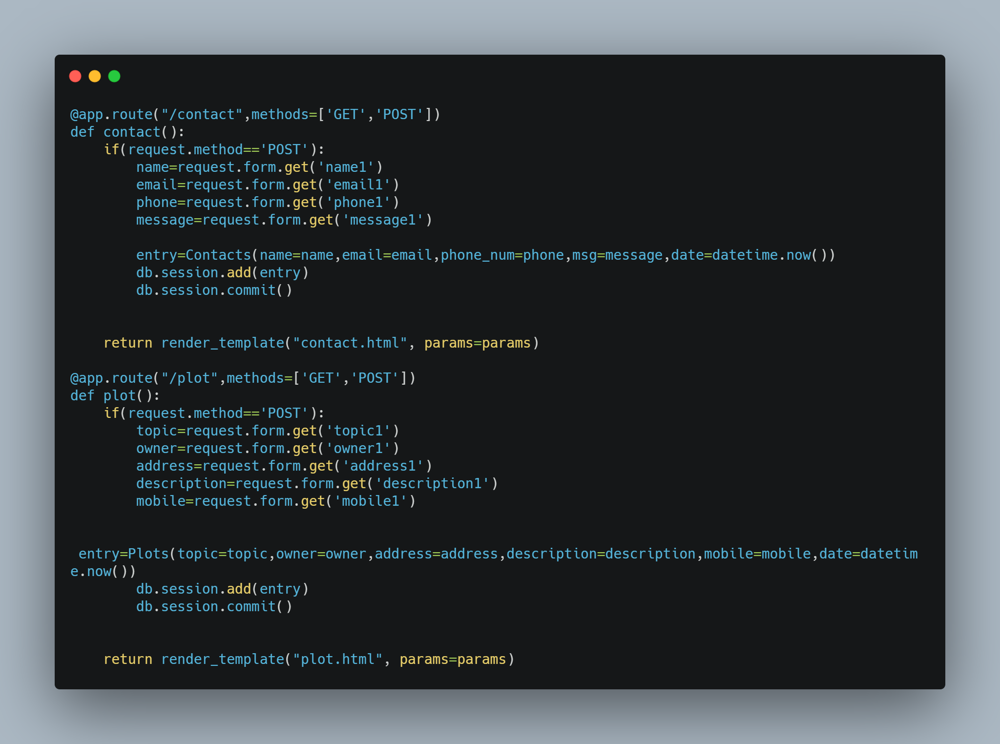 @app.route("/contact",methods=['GET','POST'])
def contact():
    if(request.method=='POST'):
        name=request.form.get('name1')
        email=request.form.get('email1')
        phone=request.form.get('phone1')
        message=request.form.get('message1')

        entry=Contacts(name=name,email=email,phone_num=phone,msg=message,date=datetime.now())
        db.session.add(entry)
        db.session.commit()


    return render_template("contact.html", params=params)

@app.route("/plot",methods=['GET','POST'])
def plot():
    if(request.method=='POST'):
        topic=request.form.get('topic1')
        owner=request.form.get('owner1')
        address=request.form.get('address1')
        description=request.form.get('description1')
        mobile=request.form.get('mobile1')


 entry=Plots(topic=topic,owner=owner,address=address,description=description,mobile=mobile,date=datetim
e.now())
        db.session.add(entry)
        db.session.commit()


    return render_template("plot.html", params=params)